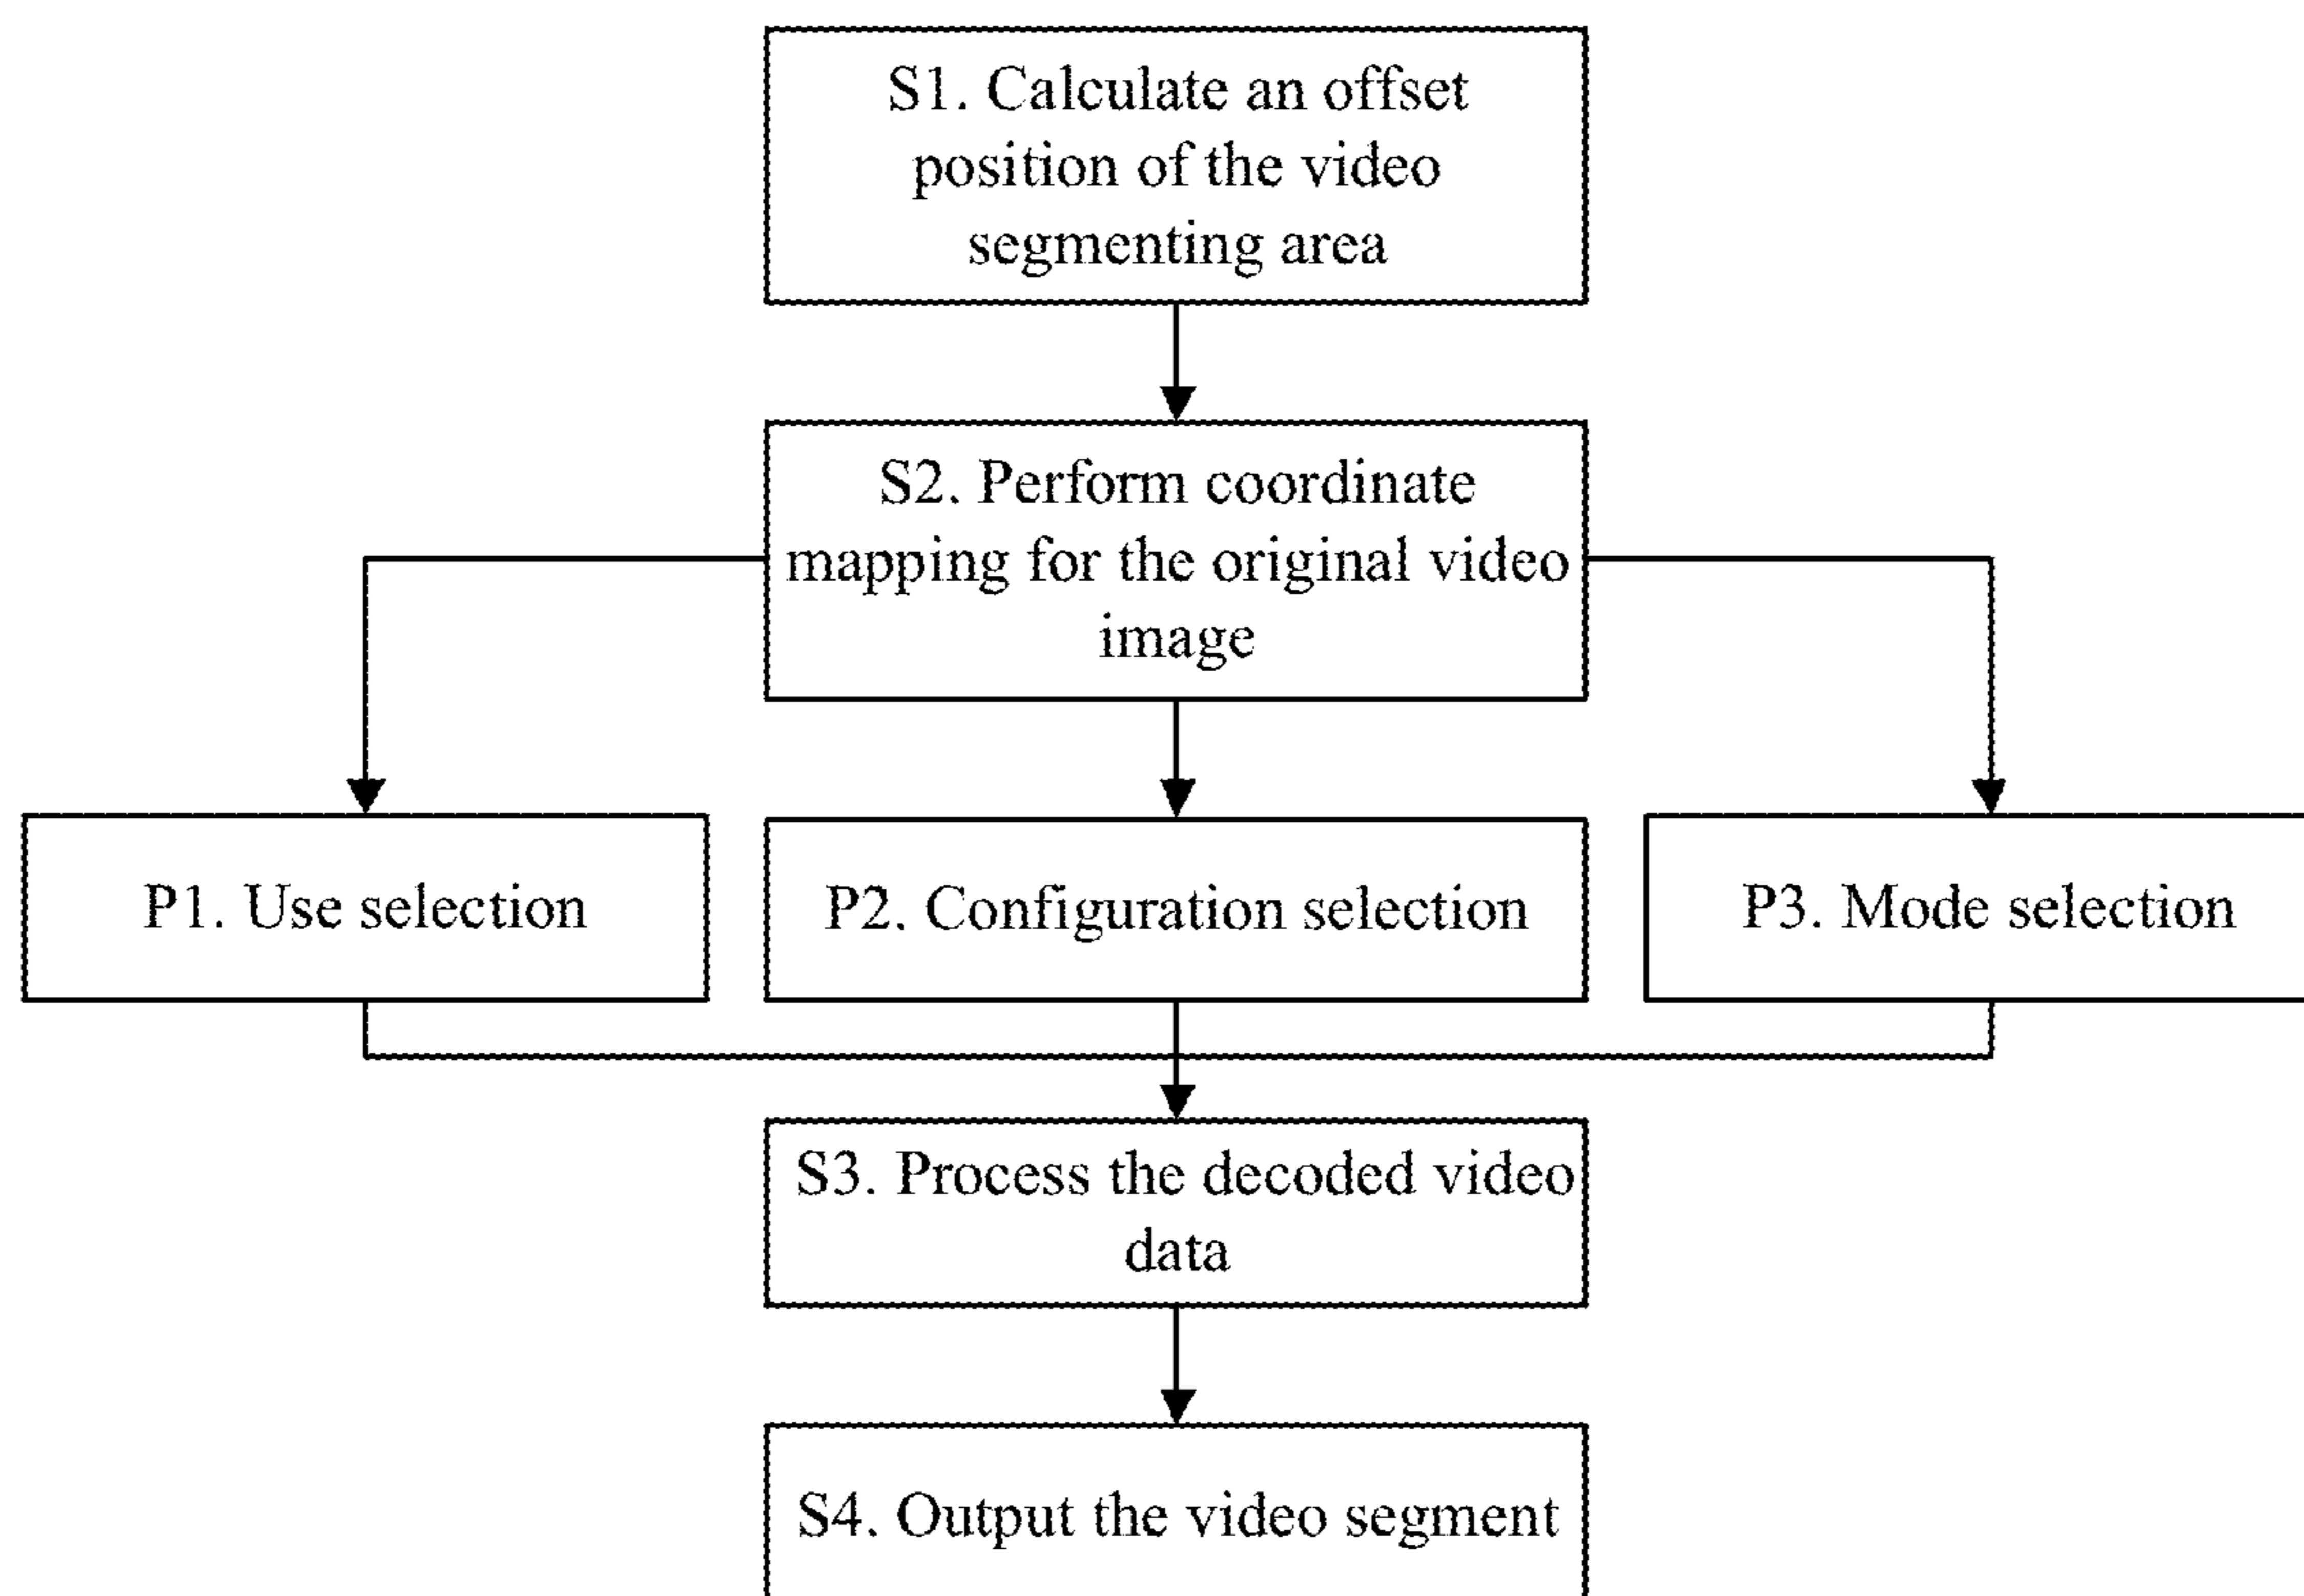 S1. Calculate an offset
position of the video
segmenting area
S2. Perform coordinate
mapping for the original video
image
P1. Use selection
P2. Configuration selection
P3. Mode selection
S3. Process the decoded video
data
S4. Output the video segment